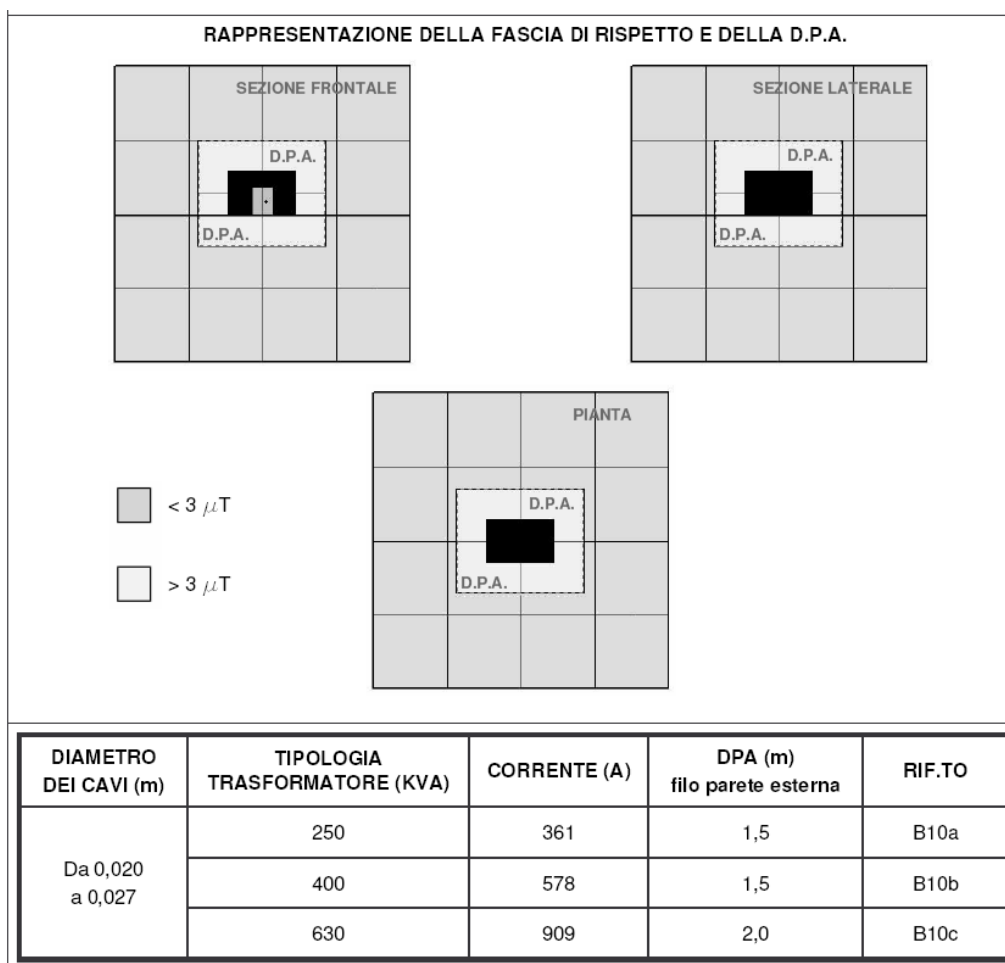 RAPPRESENTAZIONE DELLA FASCIA DI RISPETTO E DELLA D.P.A.
SEZIONE FRONTALE
D.P.A.
D.P.A.
SEZIONE LATERALE
D.P.A.
D.P.A.
PIANTA
D.P.A.
D.P.A.
< 3 μT
> 3 μT
DIAMETRO
DEI CAVI (m)
TIPOLOGIA
TRASFORMATORE (KVA)
CORRENTE (A)
DPA (m)
filo parete esterna
RIF.TO
Da 0,020
a 0,027
250
361
1,5
B10a
400
578
1,5
B10b
630
909
2,0
B10c